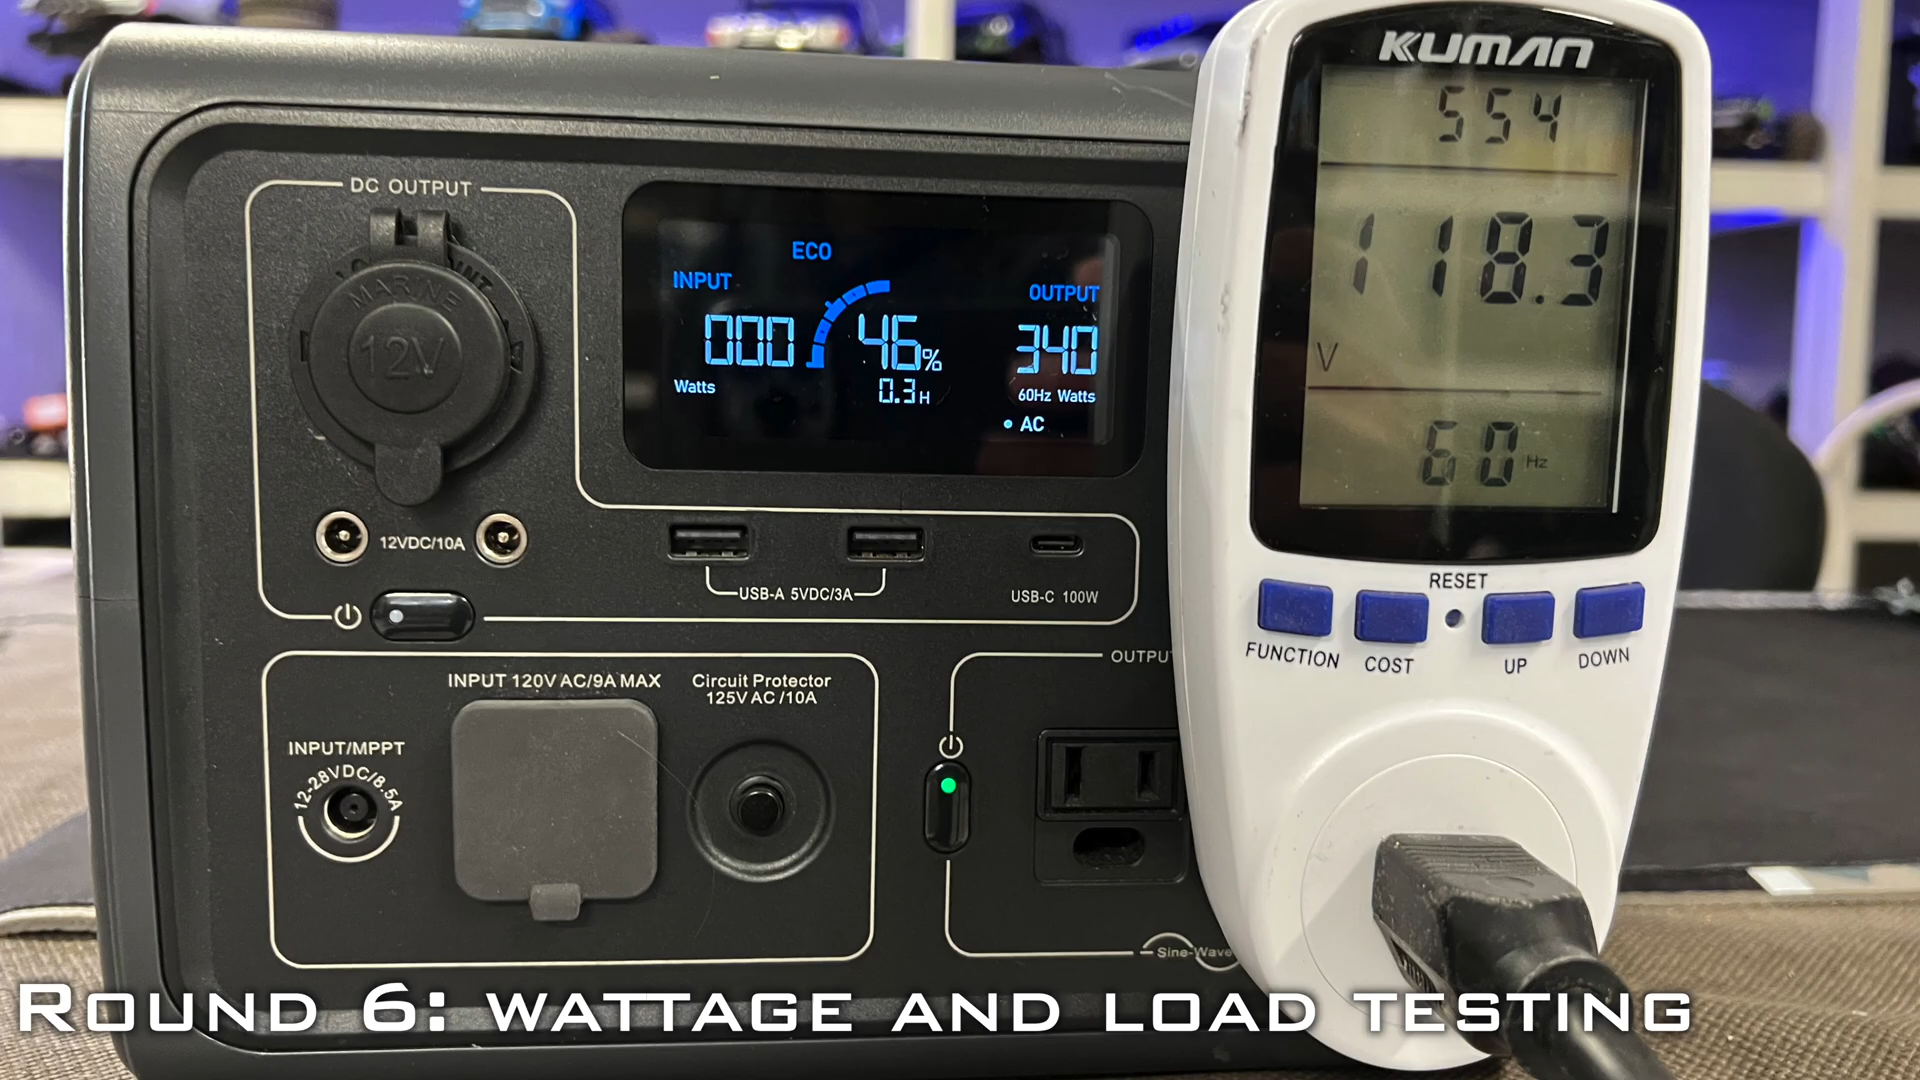 KUMAN
554
118.3
V
60 Hz
RESET
FUNCTION
COST
UP
DOWN
DC OUTPUT
MARINE
12V
12VDC/10A
ECO
INPUT
OUTPUT
000
46%
340
Watts
0.3H
60Hz Watts
AC
USB-A 5VDC/3A
USB-C 100W
INPUT 120V AC/9A MAX
Circuit Protector
125V AC/10A
INPUT/MPPT
12-28VDC/8.5A
OUTPUT
Sine-Wave
Round 6: wattage and load testing